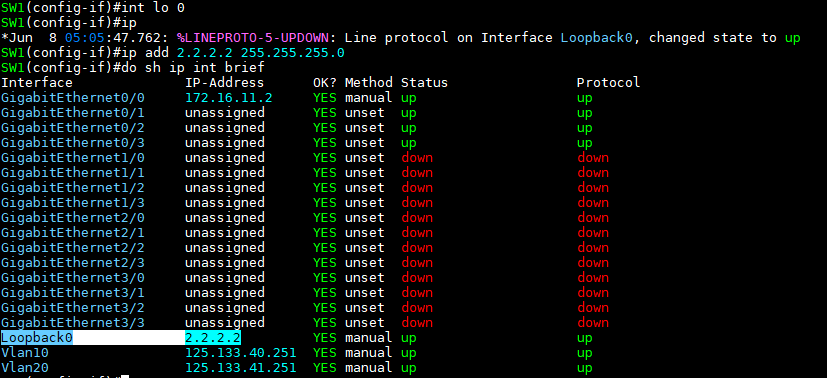 SW1(config-if)#int lo 0
SW1(config-if)#ip
*Jun  8 05:05:47.762: %LINEPROTO-5-UPDOWN: Line protocol on Interface Loopback0, changed state to up
SW1(config-if)#ip add 2.2.2.2 255.255.255.0
SW1(config-if)#do sh ip int brief
Interface              IP-Address      OK? Method Status                Protocol
GigabitEthernet0/0     172.16.11.2     YES manual up                    up
GigabitEthernet0/1     unassigned      YES unset  up                    up
GigabitEthernet0/2     unassigned      YES unset  up                    up
GigabitEthernet0/3     unassigned      YES unset  up                    up
GigabitEthernet1/0     unassigned      YES unset  down                  down
GigabitEthernet1/1     unassigned      YES unset  down                  down
GigabitEthernet1/2     unassigned      YES unset  down                  down
GigabitEthernet1/3     unassigned      YES unset  down                  down
GigabitEthernet2/0     unassigned      YES unset  down                  down
GigabitEthernet2/1     unassigned      YES unset  down                  down
GigabitEthernet2/2     unassigned      YES unset  down                  down
GigabitEthernet2/3     unassigned      YES unset  down                  down
GigabitEthernet3/0     unassigned      YES unset  down                  down
GigabitEthernet3/1     unassigned      YES unset  down                  down
GigabitEthernet3/2     unassigned      YES unset  down                  down
GigabitEthernet3/3     unassigned      YES unset  down                  down
Loopback0              2.2.2.2         YES manual up                    up
Vlan10                 125.133.40.251  YES manual up                    up
Vlan20                 125.133.41.251  YES manual up                    up